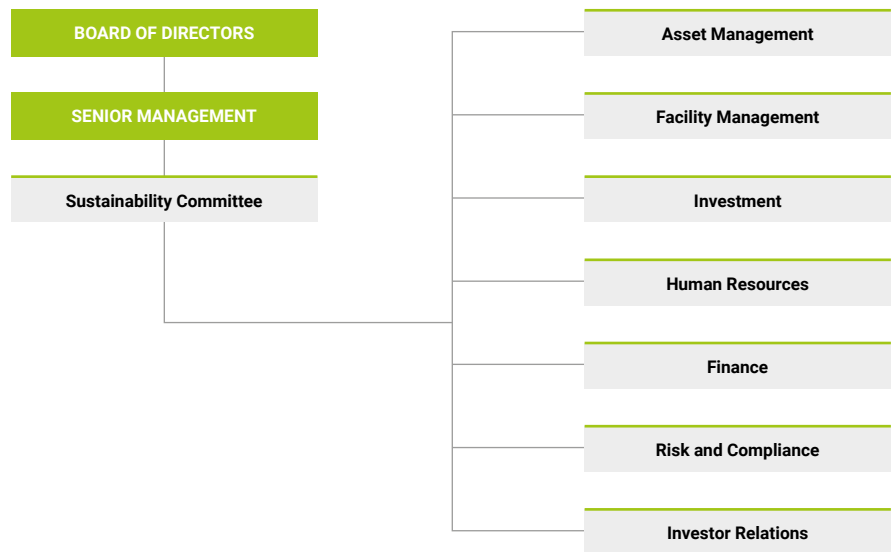 BOARD OF DIRECTORS
SENIOR MANAGEMENT
Sustainability Committee
Asset Management
Facility Management
Investment
Human Resources
Finance
Risk and Compliance
Investor Relations